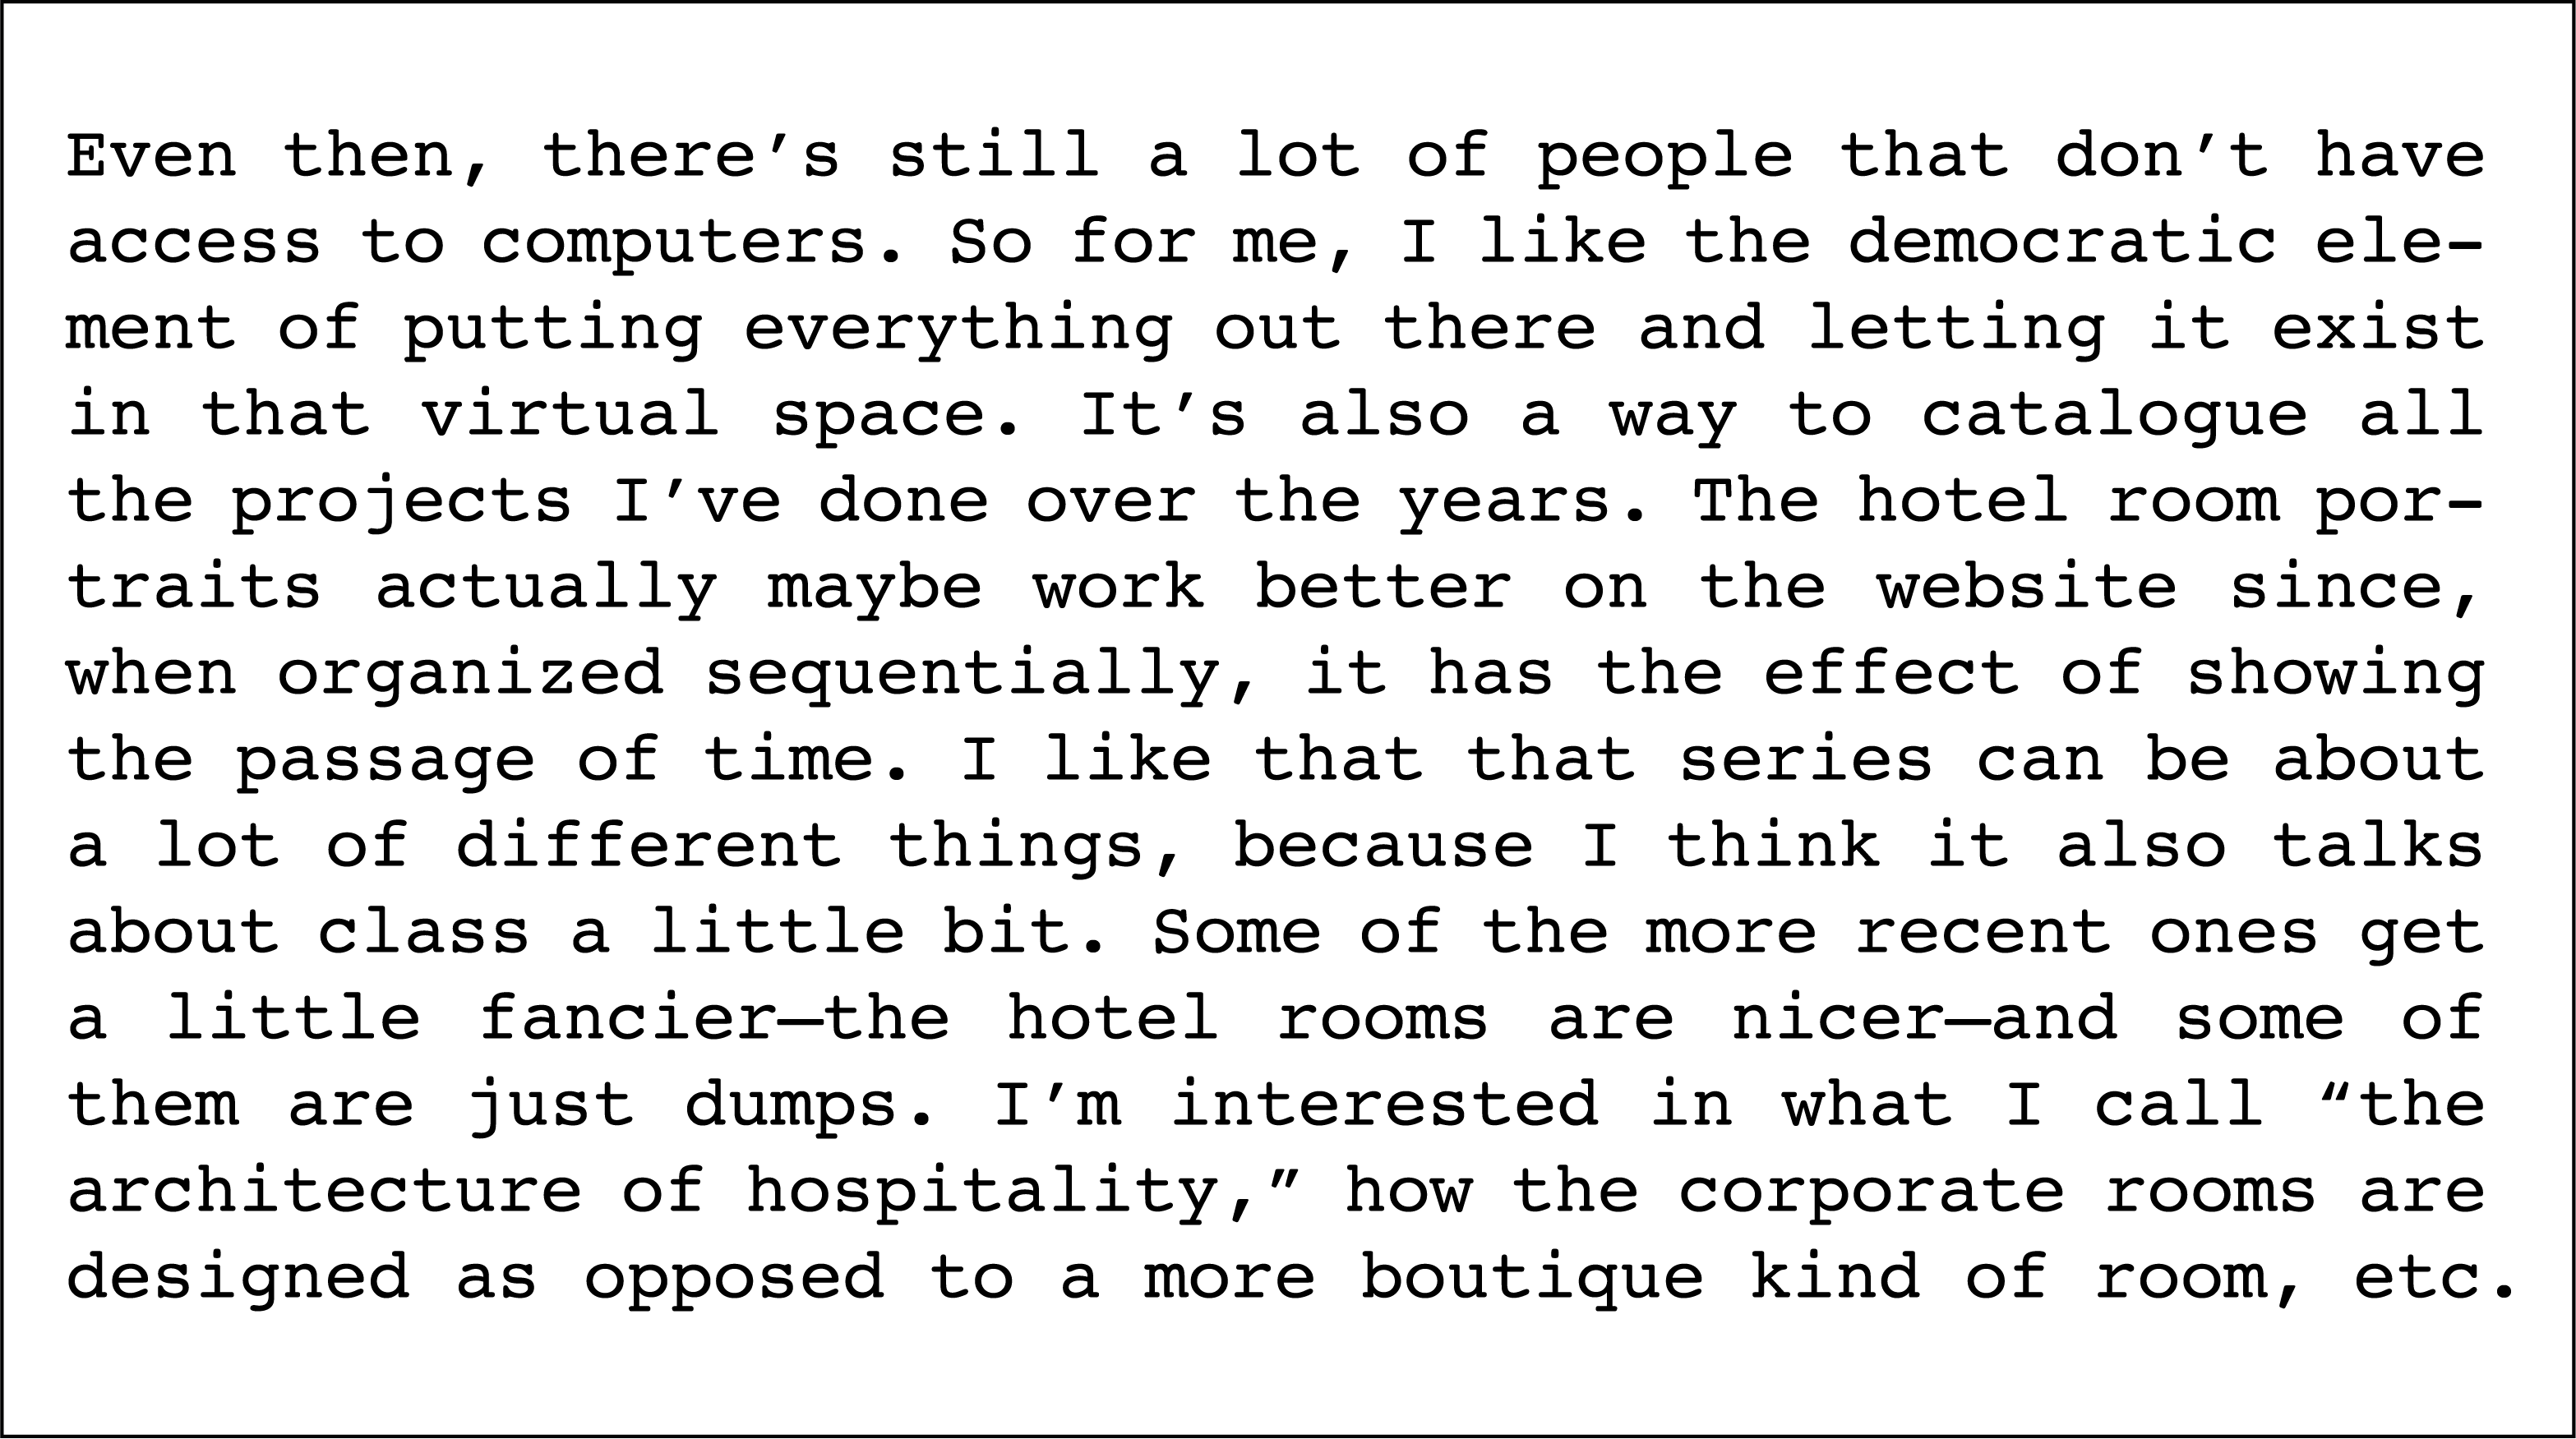 Even then, there’s still a lot of people that don’t have
access to computers. So for me, I like the democratic ele-
ment of putting everything out there and letting it exist
in that virtual space. It’s also a way to catalogue all
the projects I’ve done over the years. The hotel room por-
traits actually maybe work better on the website since,
when organized sequentially, it has the effect of showing
the passage of time. I like that that series can be about
a lot of different things, because I think it also talks
about class a little bit. Some of the more recent ones get
a little fancier—the hotel rooms are nicer—and some of
them are just dumps. I’m interested in what I call “the
architecture of hospitality,” how the corporate rooms are
designed as opposed to a more boutique kind of room, etc.